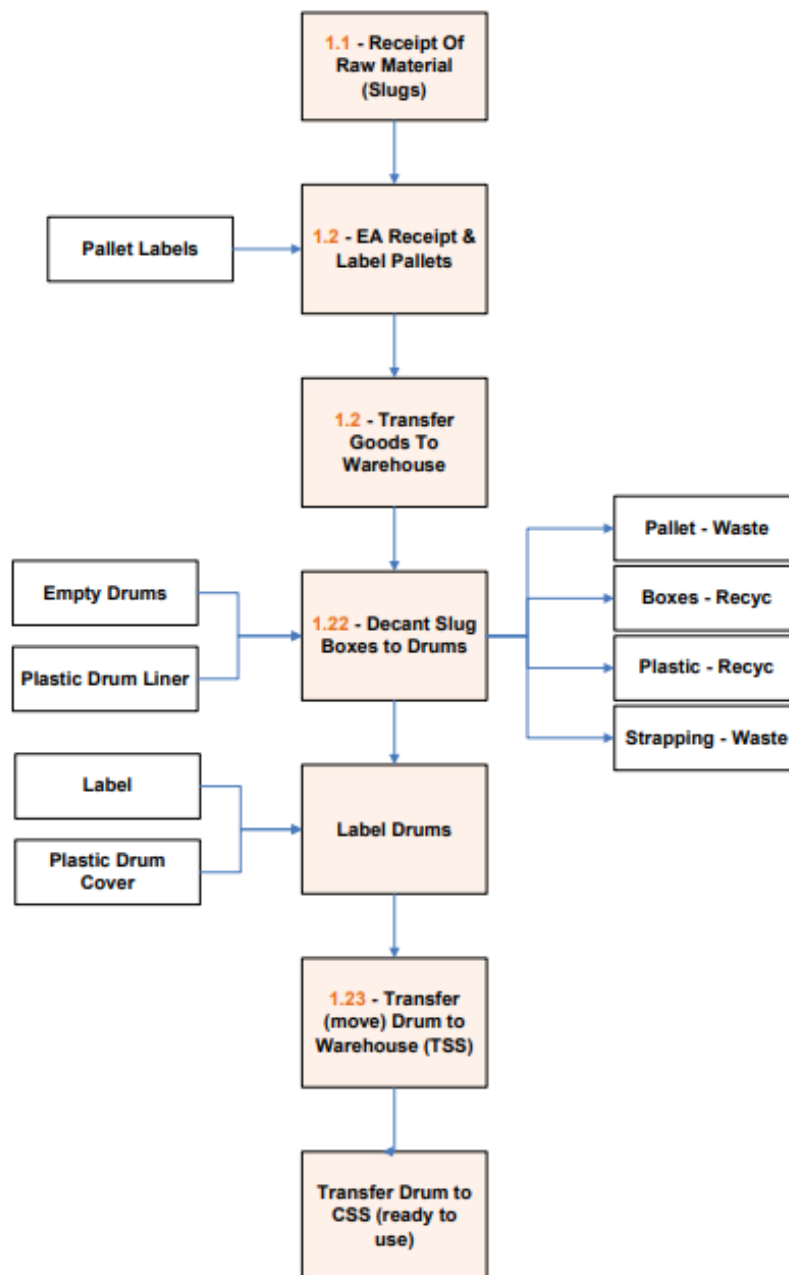 1.1 - Receipt Of
Raw Material
(Slugs)
Pallet Labels
1.2 - EA Receipt &
Label Pallets
1.2 - Transfer
Goods To
Warehouse
Empty Drums
Plastic Drum Liner
1.22 - Decant Slug
Boxes to Drums
Pallet - Waste
Boxes - Recyc
Plastic - Recyc
Strapping - Waste
Label
Plastic Drum
Cover
Label Drums
1.23 - Transfer
(move) Drum to
Warehouse (TSS)
Transfer Drum to
CSS (ready to
use)